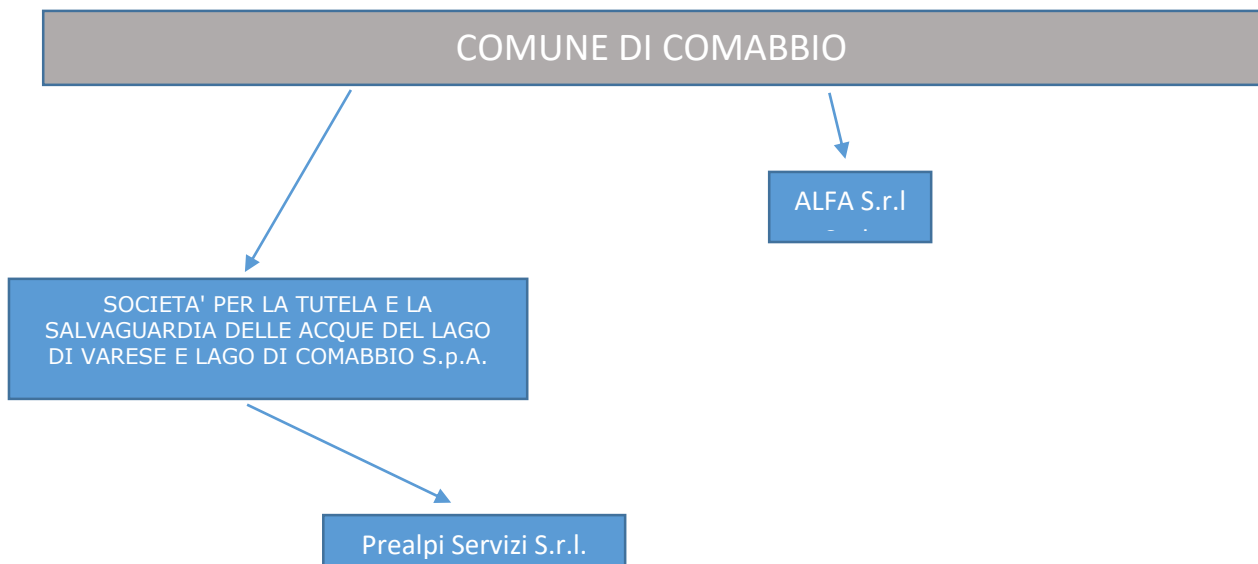 COMUNE DI COMABBIO
ALFA S.r.l
SOCIETA' PER LA TUTELA E LA
SALVAGUARDIA DELLE ACQUE DEL LAGO
DI VARESE E LAGO DI COMABBIO S.p.A.
Prealpi Servizi S.r.l.